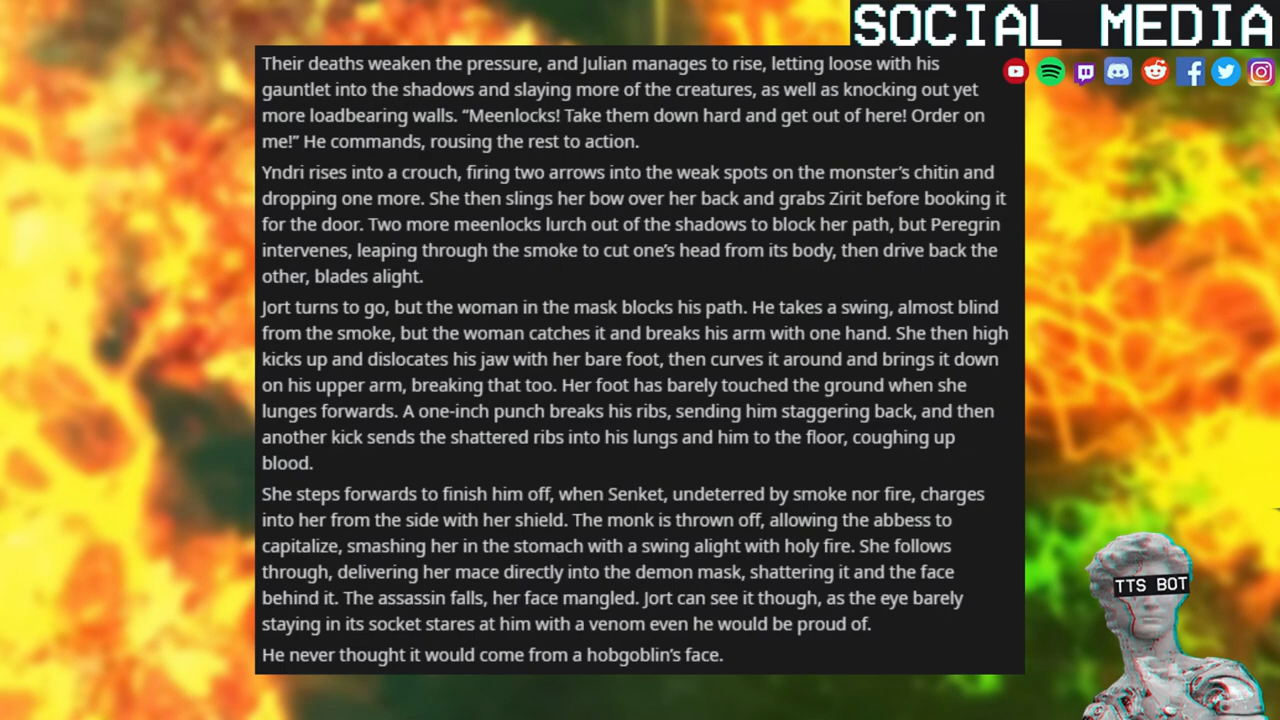 SOCIAL MEDIA
Their deaths weaken the pressure, and Julian manages to rise, letting loose with his
gauntlet into the shadows and slaying more of the creatures, as well as knocking out yet
more loadbearing walls. “Meenlocks! Take them down hard and get out of here! Order on
me!” He commands, rousing the rest to action.
Yndri rises into a crouch, firing two arrows into the weak spots on the monster’s chitin and
dropping one more. She then slings her bow over her back and grabs Zirit before booking it
for the door. Two more meenlocks lurch out of the shadows to block her path, but Peregrin
intervenes, leaping through the smoke to cut one’s head from its body, then drive back the
other, blades alight.
Jort turns to go, but the woman in the mask blocks his path. He takes a swing, almost blind
from the smoke, but the woman catches it and breaks his arm with one hand. She then high
kicks up and dislocates his jaw with her bare foot, then curves it around and brings it down
on his upper arm, breaking that too. Her foot has barely touched the ground when she
lunges forwards. A one-inch punch breaks his ribs, sending him staggering back, and then
another kick sends the shattered ribs into his lungs and him to the floor, coughing up
blood.
She steps forwards to finish him off, when Senket, undeterred by smoke nor fire, charges
into her from the side with her shield. The monk is thrown off, allowing the abbess to
capitalize, smashing her in the stomach with a swing alight with holy fire. She follows
through, delivering her mace directly into the demon mask, shattering it and the face
behind it. The assassin falls, her face mangled. Jort can see it though, as the eye barely
staying in its socket stares at him with a venom even he would be proud of.
He never thought it would come from a hobgoblin’s face.
TTS BOT